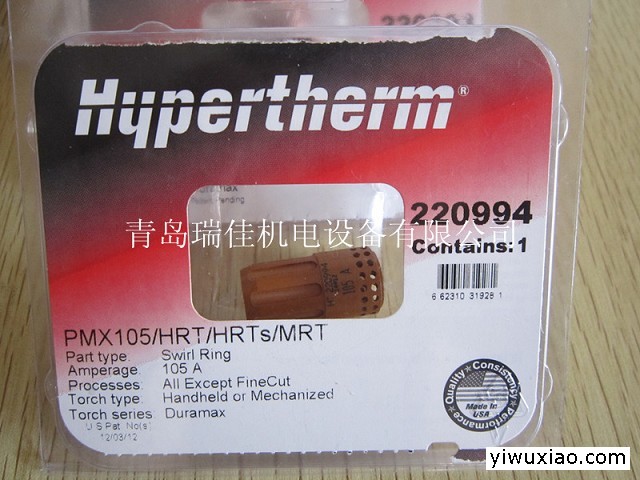 Hypertherm®
220994
Contains: 1
青岛瑞佳机电设备有限公司
105 A
6 62310 31928 1
PMX105/HRT/HRTs/MRT
Part type: Swirl Ring
Amperage: 105 A
Processes: All Except FineCut
Torch type: Handheld or Mechanized
Torch series: Duramax
U S Pat No(s)
12/03/12
Quality • Consistency • Performance
Made In
USA
yiwuxiao.com